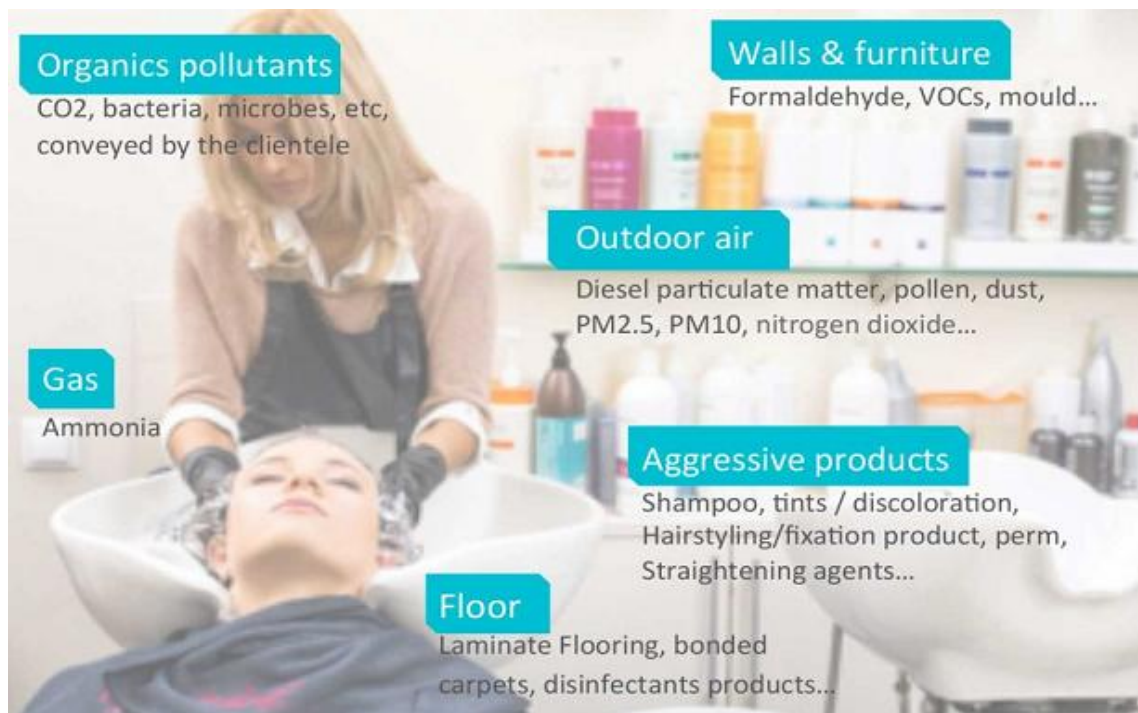 Organics pollutants
CO2, bacteria, microbes, etc,
conveyed by the clientele
Walls & furniture
Formaldehyde, VOCs, mould...
Outdoor air
Diesel particulate matter, pollen, dust,
PM2.5, PM10, nitrogen dioxide...
Gas
Ammonia
Aggressive products
Shampoo, tints / discoloration,
Hairstyling/fixation product, perm,
Straightening agents...
Floor
Laminate Flooring, bonded
carpets, disinfectants products...